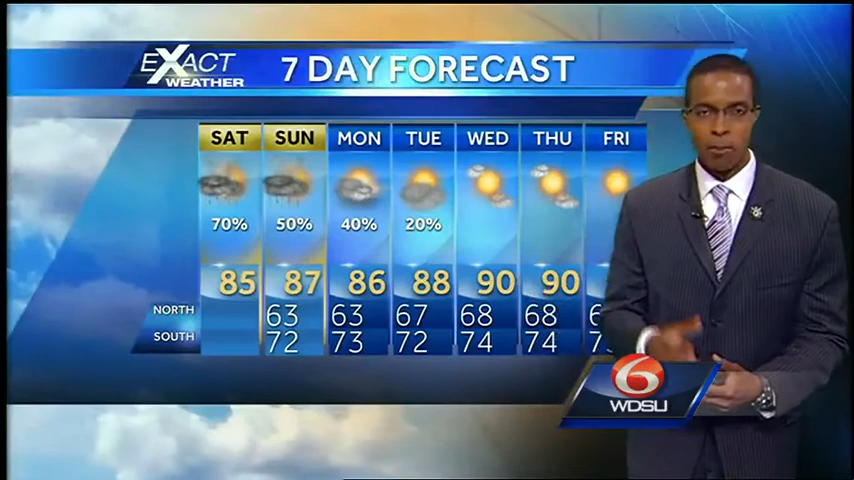 EXACT
WEATHER
7 DAY FORECAST
SAT SUN MON TUE WED THU FRI
70% 50% 40% 20%
85 87 86 88 90 90
NORTH 63 63 67 68 68
SOUTH 72 73 72 74 74
6
WDSU